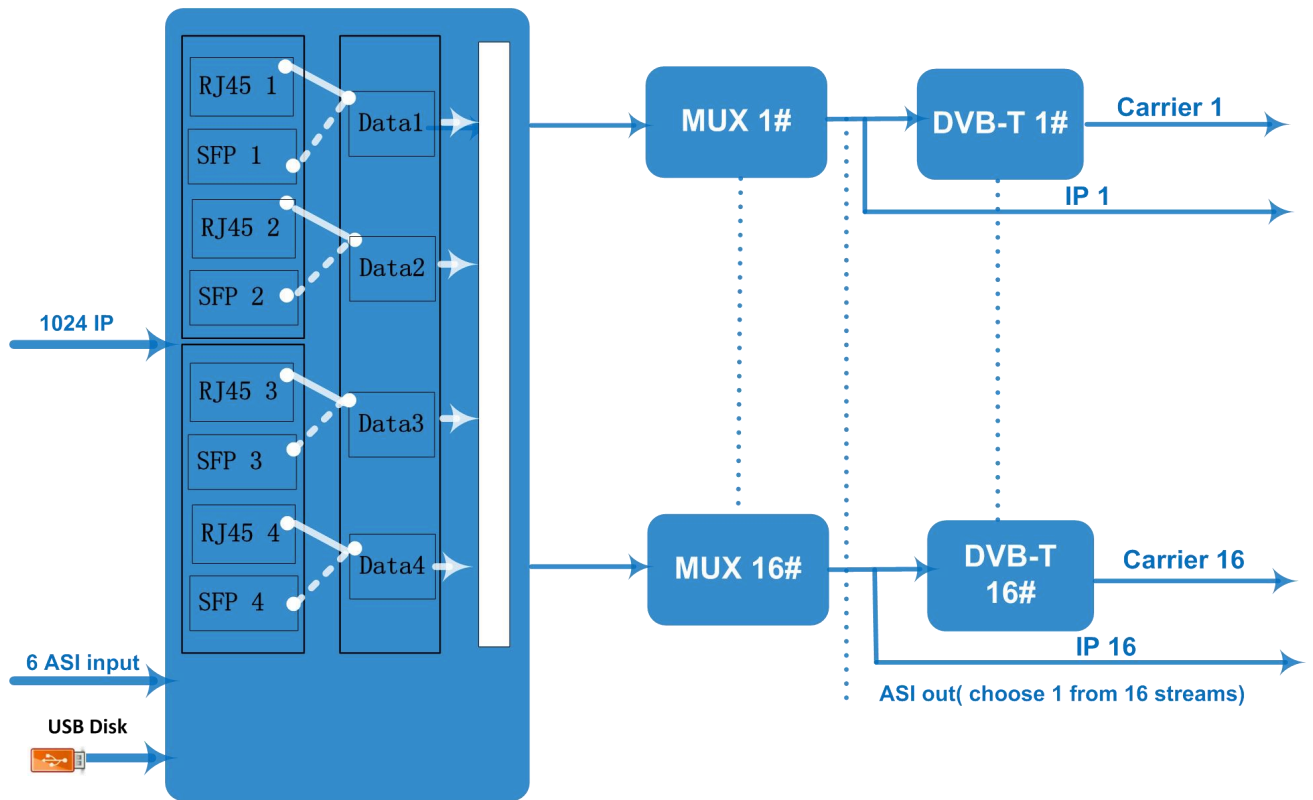 1024 IP
6 ASI input
USB Disk
RJ45 1
SFP 1
RJ45 2
SFP 2
RJ45 3
SFP 3
RJ45 4
SFP 4
Data1
Data2
Data3
Data4
MUX 1#
DVB-T 1#
Carrier 1
IP 1
MUX 16#
DVB-T
16#
Carrier 16
IP 16
ASI out( choose 1 from 16 streams)